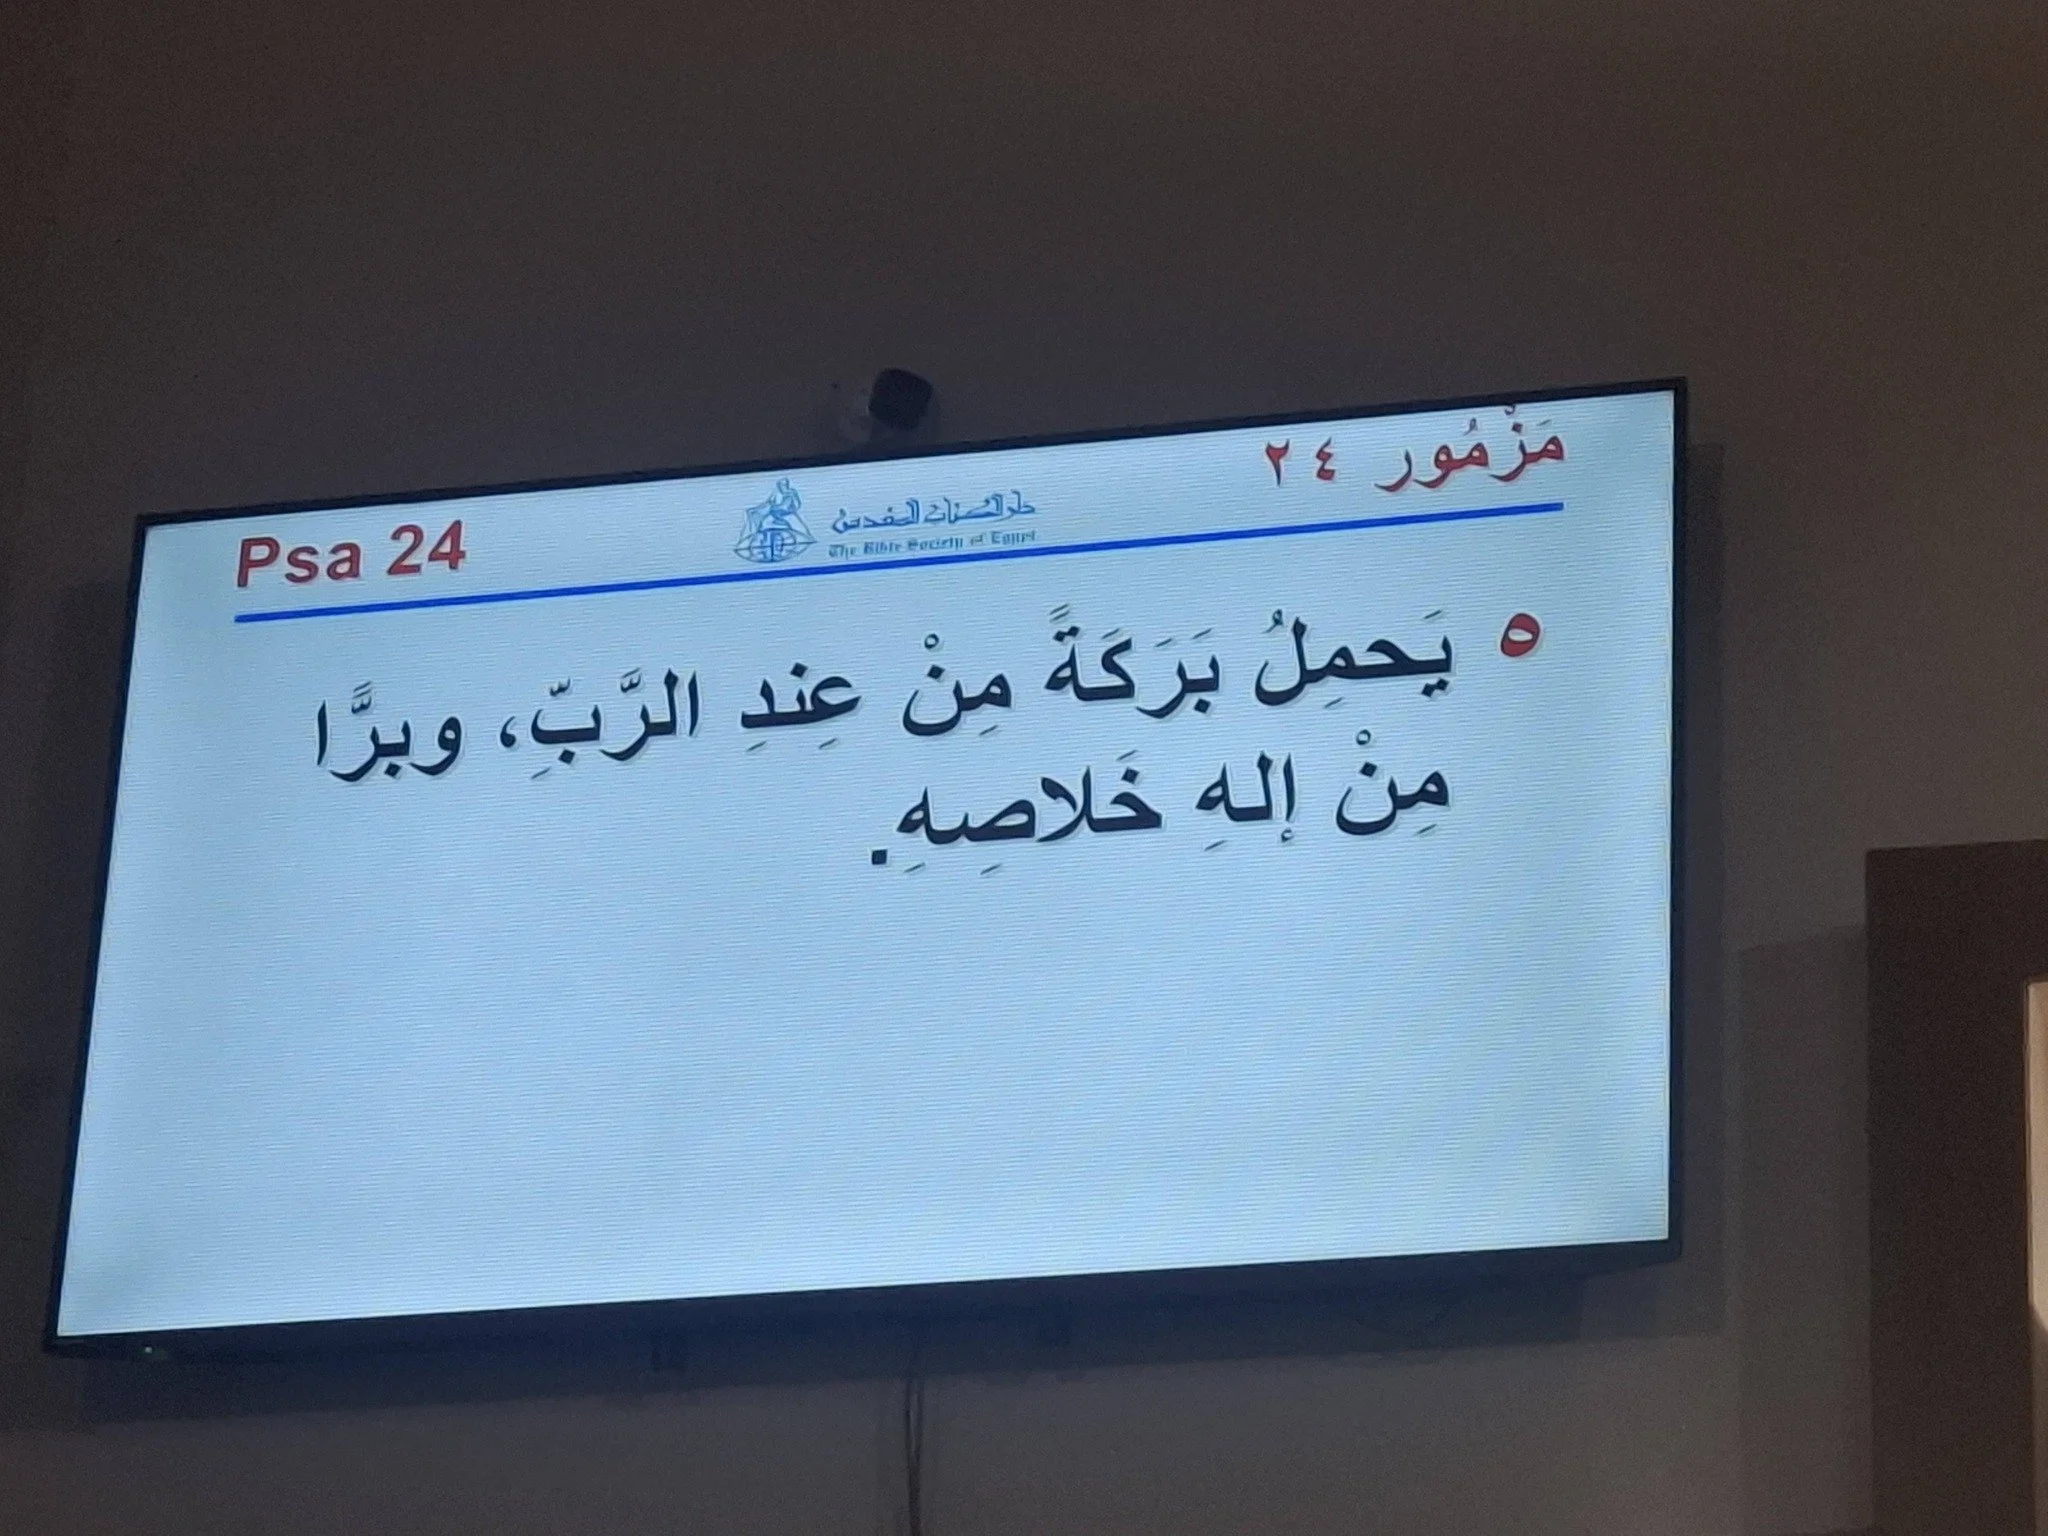 Psa 24
دار الكتاب المقدس
The Bible Society of Egypt
مَزْمُور ٢٤
٥ يَحمِلُ بَرَكَةً مِنْ عِندِ الرَّبِّ، وبرًّا
مِنْ إلهِ خَلاصِهِ.